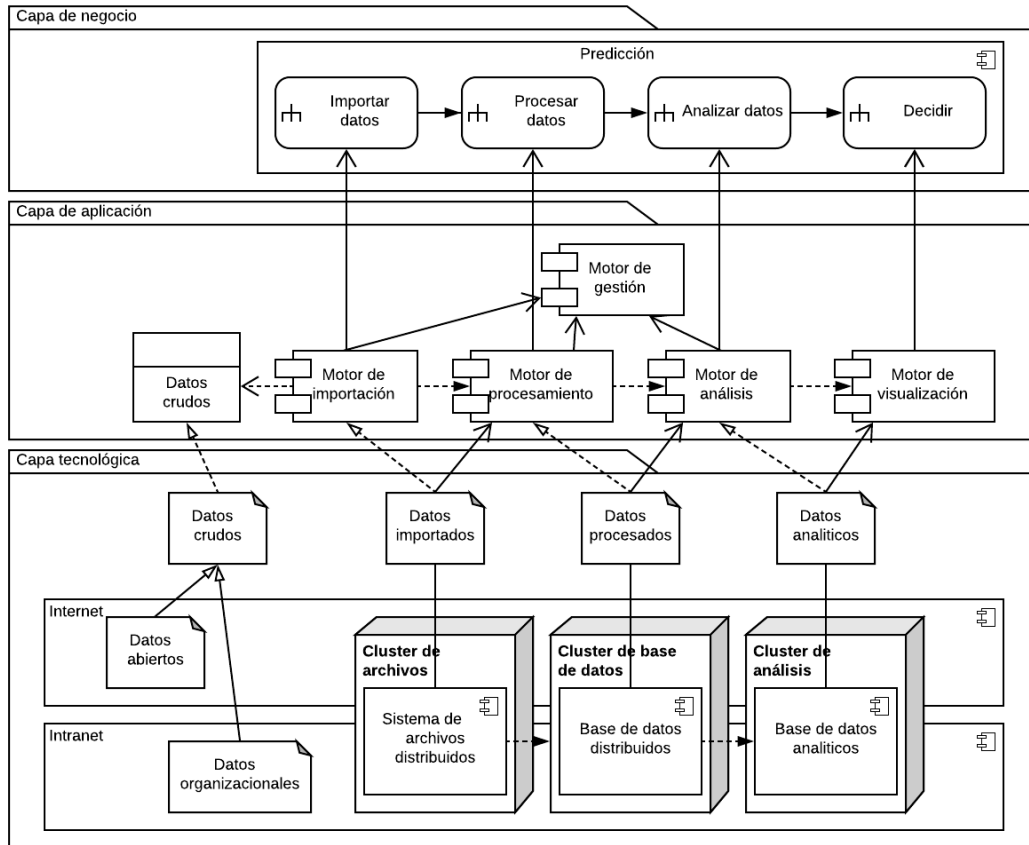 Capa de negocio
Predicción
Importar
datos
Procesar
datos
Analizar datos
Decidir
Capa de aplicación
Motor de
gestión
Datos
crudos
Motor de
importación
Motor de
procesamiento
Motor de
análisis
Motor de
visualización
Capa tecnológica
Datos
crudos
Datos
importados
Datos
procesados
Datos
analiticos
Internet
Datos
abiertos
Cluster de
archivos
Cluster de base
de datos
Cluster de
análisis
Sistema de
archivos
distribuidos
Base de datos
distribuidos
Base de datos
analiticos
Intranet
Datos
organizacionales